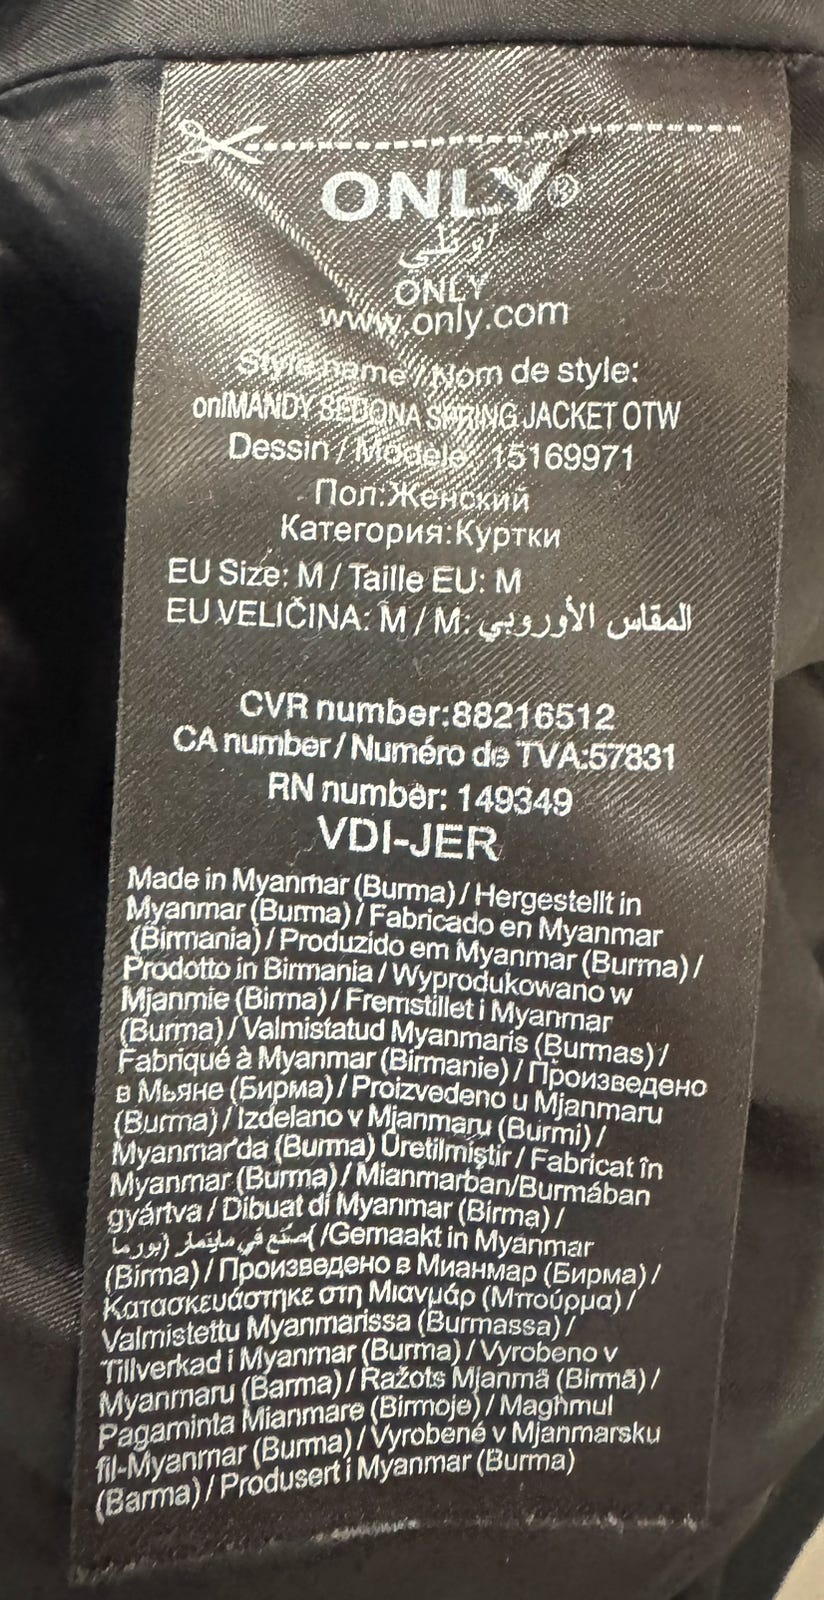 ONLY®
اونلي
ONLY
www.only.com
Style name / Nom de style:
onlMANDY SEDONA SPRING JACKET OTW
Dessin / Modèle: 15169971
Пол:Женский
Категория:Куртки
EU Size: M / Taille EU: M
EU VELIČINA: M / M: المقاس الأوروبي
CVR number:88216512
CA number / Numéro de TVA:57831
RN number: 149349
VDI-JER
Made in Myanmar (Burma) / Hergestellt in
Myanmar (Burma) / Fabricado en Myanmar
(Birmania) / Produzido em Myanmar (Burma) /
Prodotto in Birmania / Wyprodukowano w
Mjanmie (Birma) / Fremstillet i Myanmar
(Burma) / Valmistatud Myanmaris (Burmas) /
Fabriqué à Myanmar (Birmanie) / Произведено
в Мьяне (Бирма) / Proizvedeno u Mjanmaru
(Burma) / Izdelano v Mjanmaru (Burmi) /
Myanmar'da (Burma) Üretilmiştir / Fabricat în
Myanmar (Burma) / Mianmarban/Burmában
gyártva / Dibuat di Myanmar (Birma) /
صنع في (بورما /Gemaakt in Myanmar
(Birma) / Произведено в Мианмар (Бирма) /
Κατασκευάστηκε στη Μιανμάρ (Μπούρμα) /
Valmistettu Myanmarissa (Burmassa) /
Tillverkad i Myanmar (Burma) / Vyrobeno v
Myanmaru (Barma) / Ražots Mjanmā (Birmā) /
Pagaminta Mianmare (Birmoje) / Maghmul
fil-Myanmar (Burma) / Vyrobené v Mjanmarsku
(Barma) / Produsert i Myanmar (Burma)